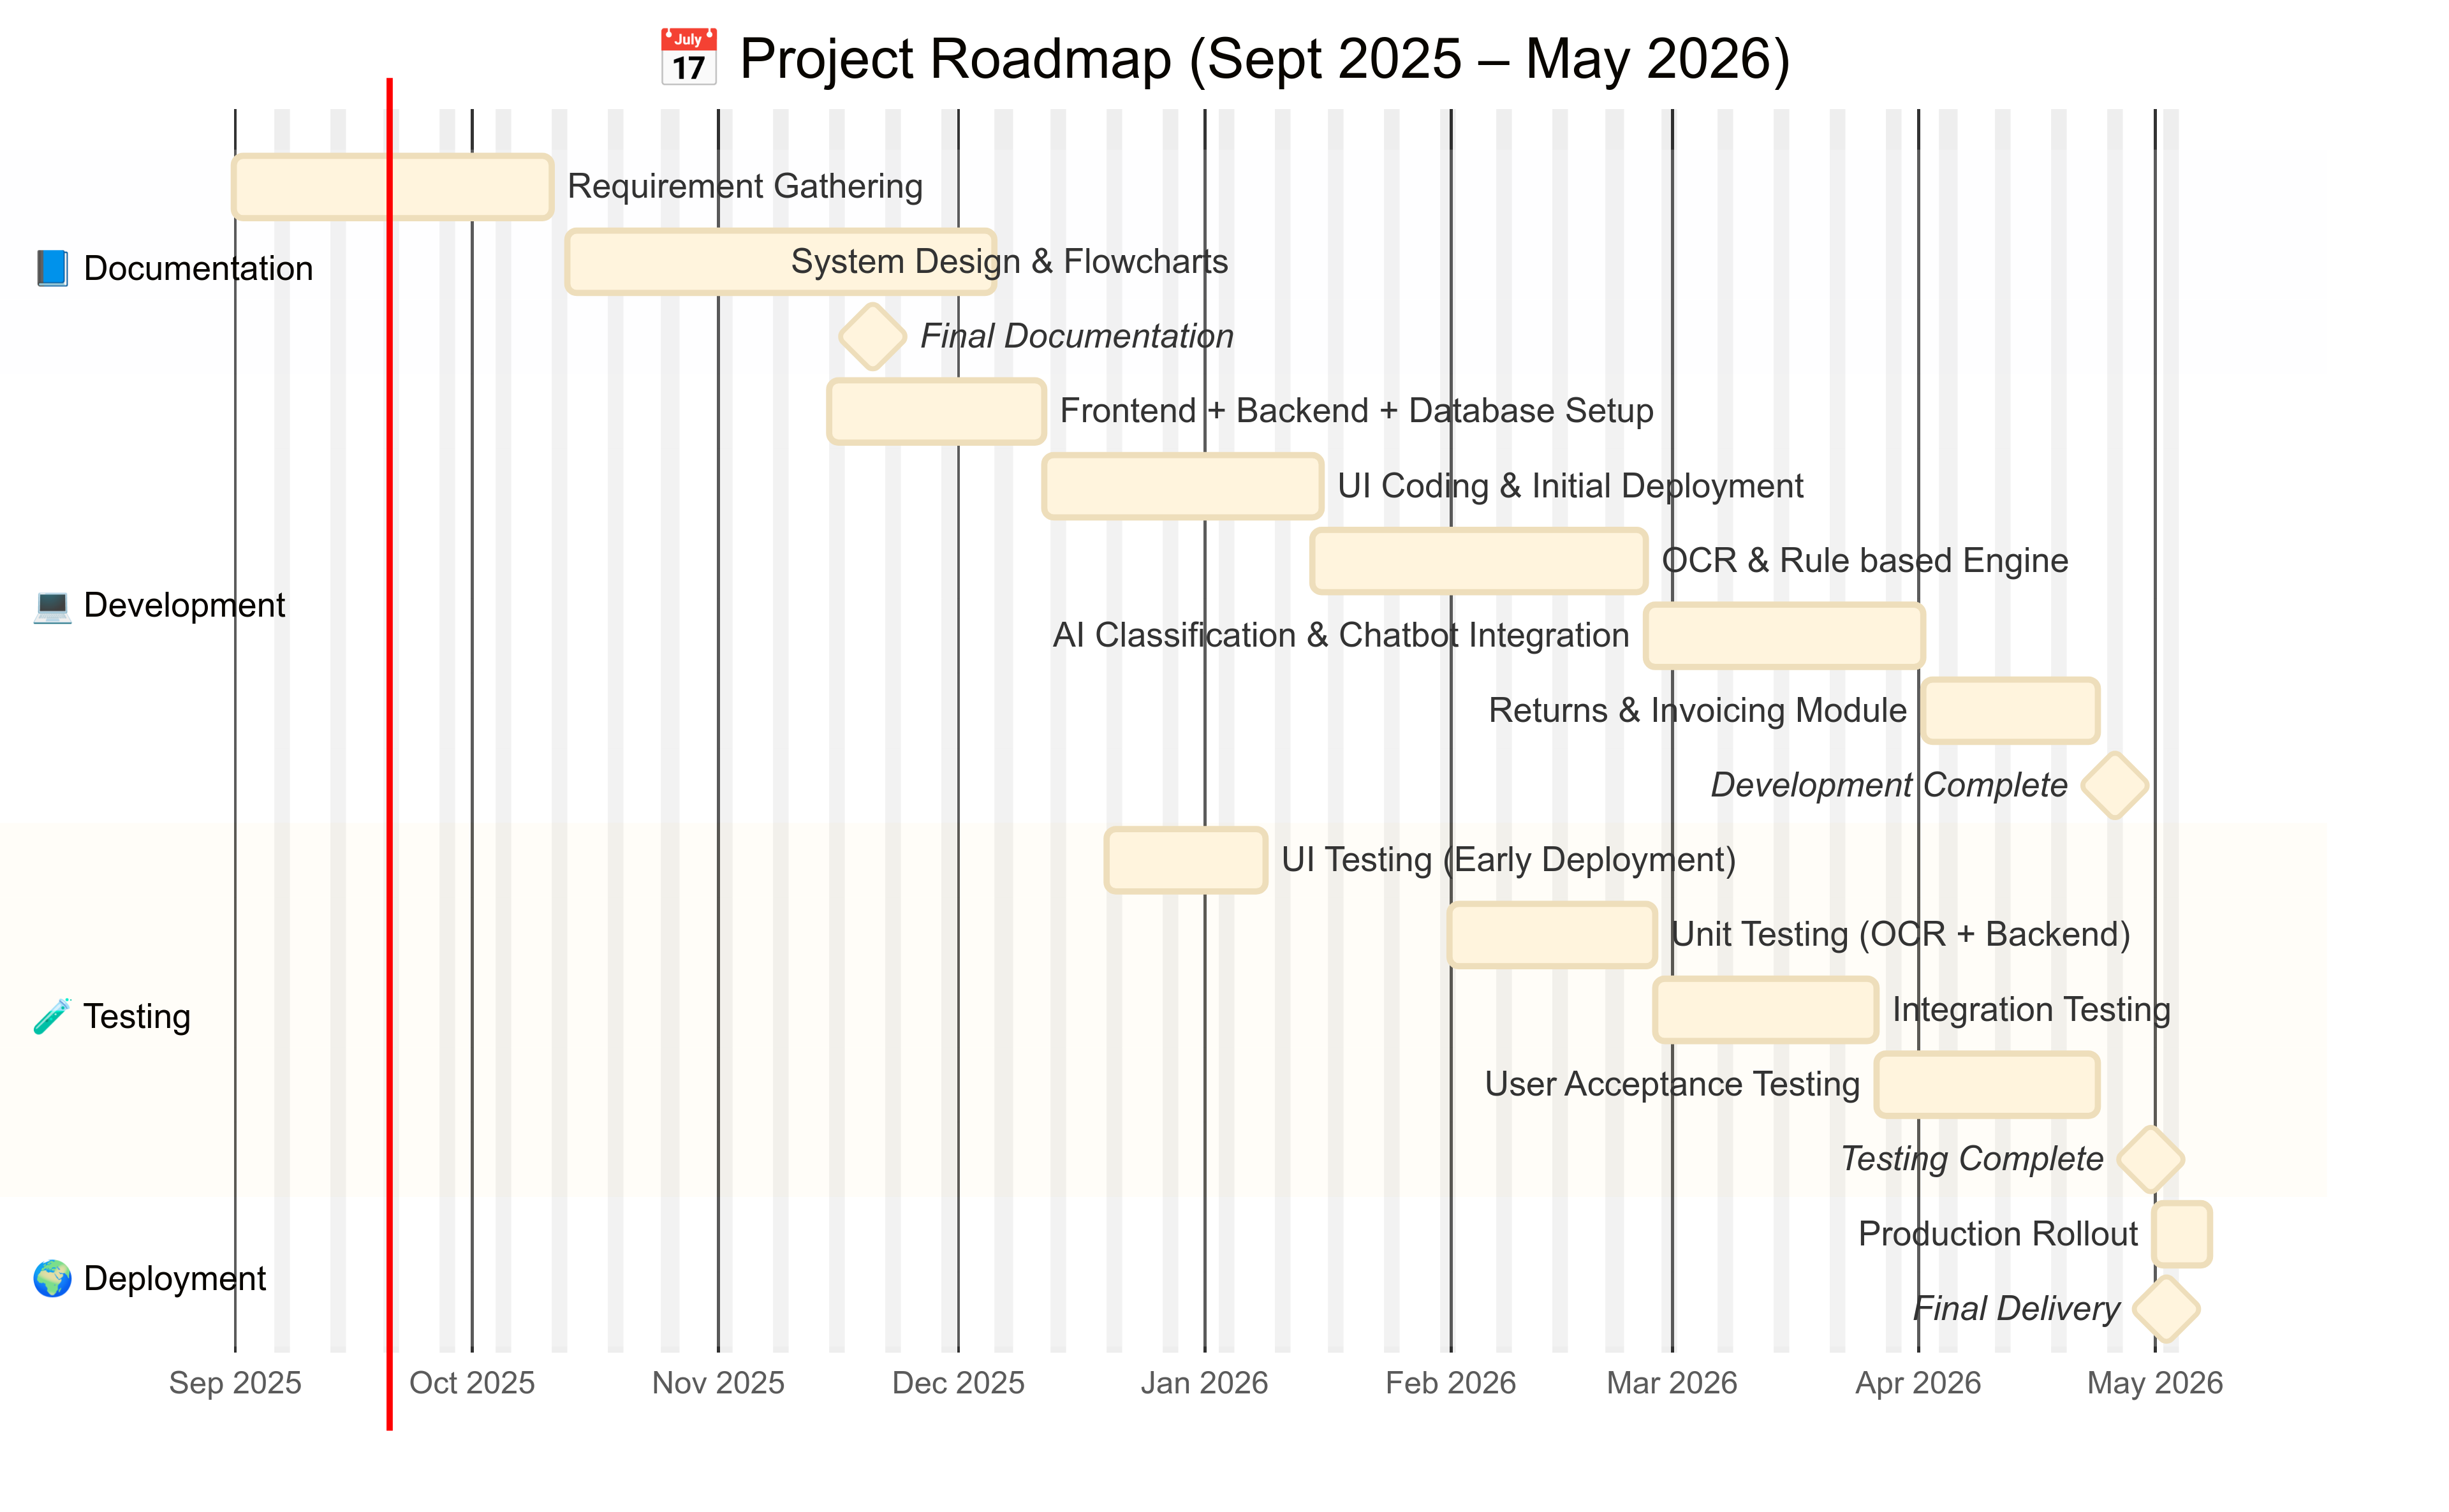 July
17
Project Roadmap (Sept 2025 – May 2026)
Requirement Gathering
Documentation
System Design & Flowcharts
Final Documentation
Frontend + Backend + Database Setup
UI Coding & Initial Deployment
OCR & Rule based Engine
Development
AI Classification & Chatbot Integration
Returns & Invoicing Module
Development Complete
UI Testing (Early Deployment)
Unit Testing (OCR + Backend)
Testing
Integration Testing
User Acceptance Testing
Testing Complete
Production Rollout
Deployment
Final Delivery
Sep 2025 Oct 2025 Nov 2025 Dec 2025 Jan 2026 Feb 2026 Mar 2026 Apr 2026 May 2026